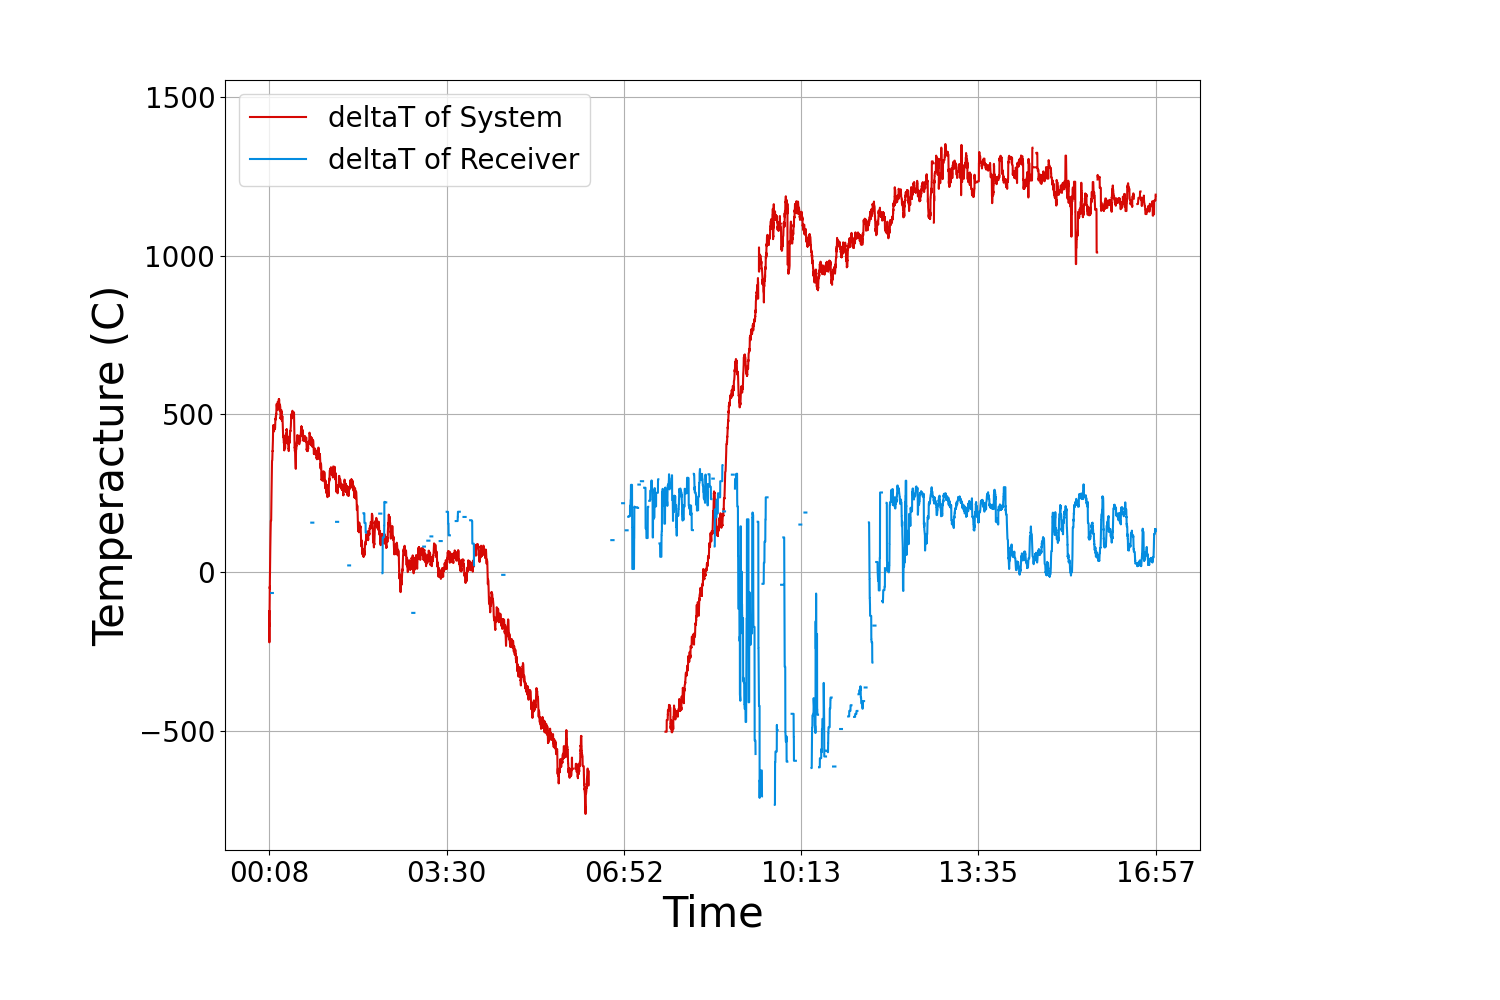 1500
1000
500
0
−500
Temperacture (C)
deltaT of System
deltaT of Receiver
00:08 03:30 06:52 10:13 13:35 16:57
Time